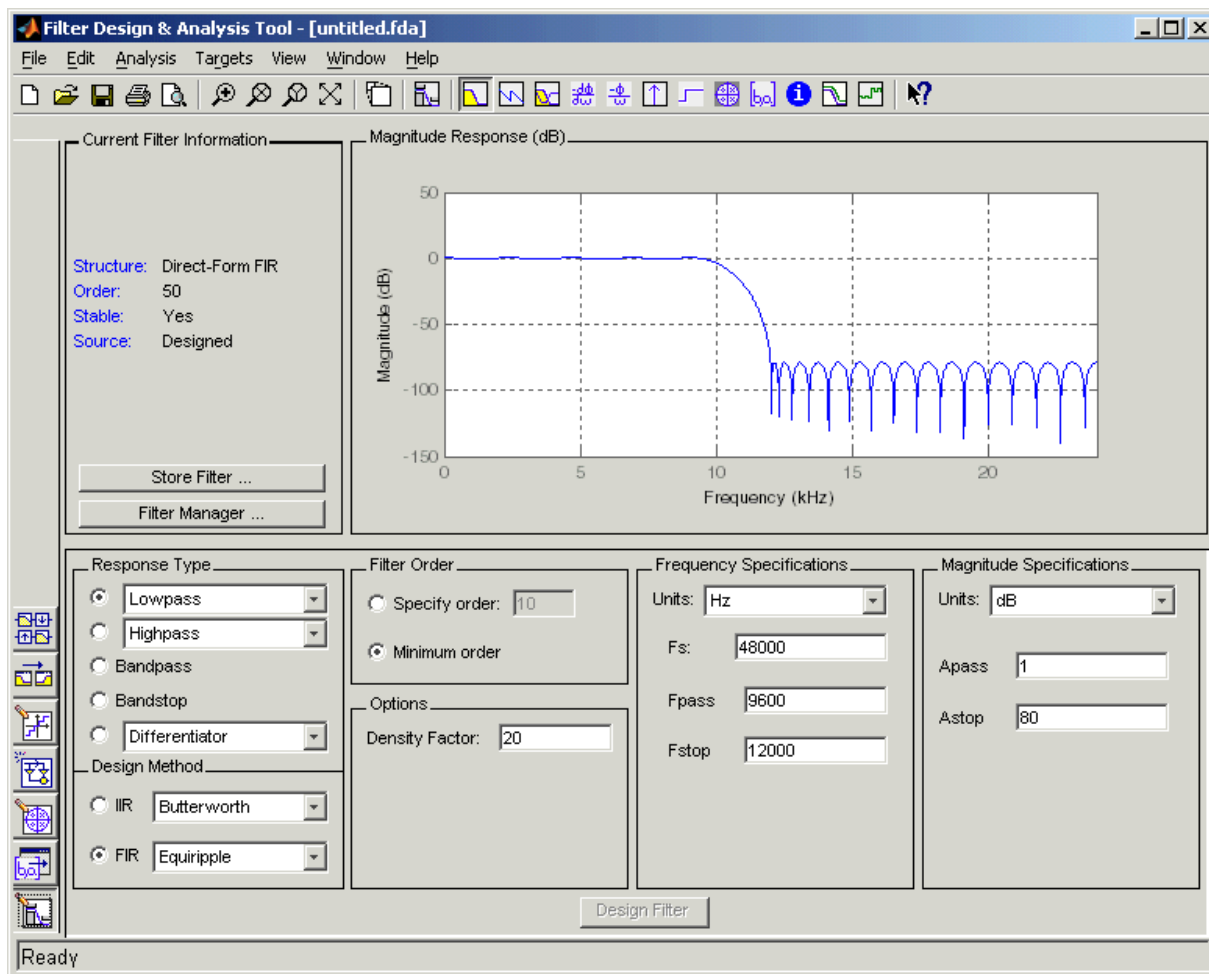 Filter Design & Analysis Tool - [untitled.fda]
File Edit Analysis Targets View Window Help
Current Filter Information
Structure: Direct-Form FIR
Order: 50
Stable: Yes
Source: Designed
Store Filter ...
Filter Manager ...
Magnitude Response (dB)
50
0
-50
-100
-150
Magnitude (dB)
0 5 10 15 20
Frequency (kHz)
Response Type
Lowpass
Highpass
Bandpass
Bandstop
Differentiator
Design Method
IIR Butterworth
FIR Equiripple
Filter Order
Specify order: 10
Minimum order
Options
Density Factor: 20
Frequency Specifications
Units: Hz
Fs: 48000
Fpass 9600
Fstop 12000
Magnitude Specifications
Units: dB
Apass 1
Astop 80
Design Filter
Ready